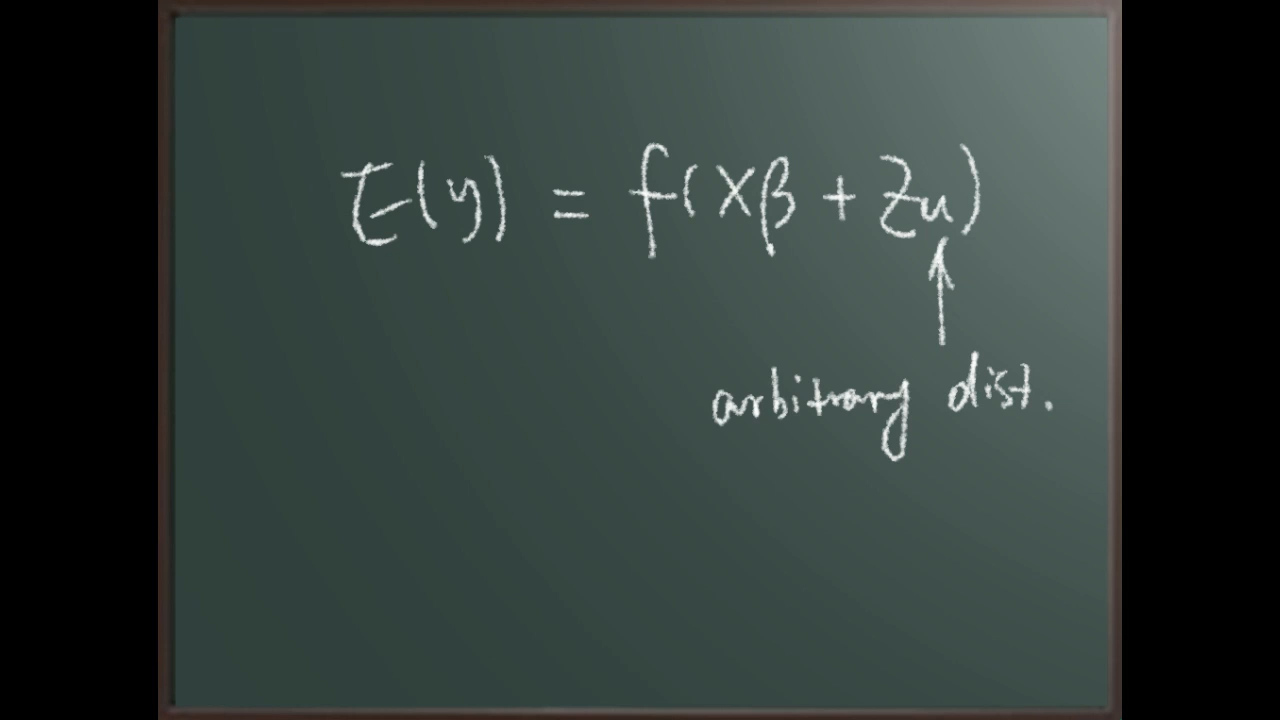 E(y) = f(Xβ + Zu)
↑
arbitrary dist.